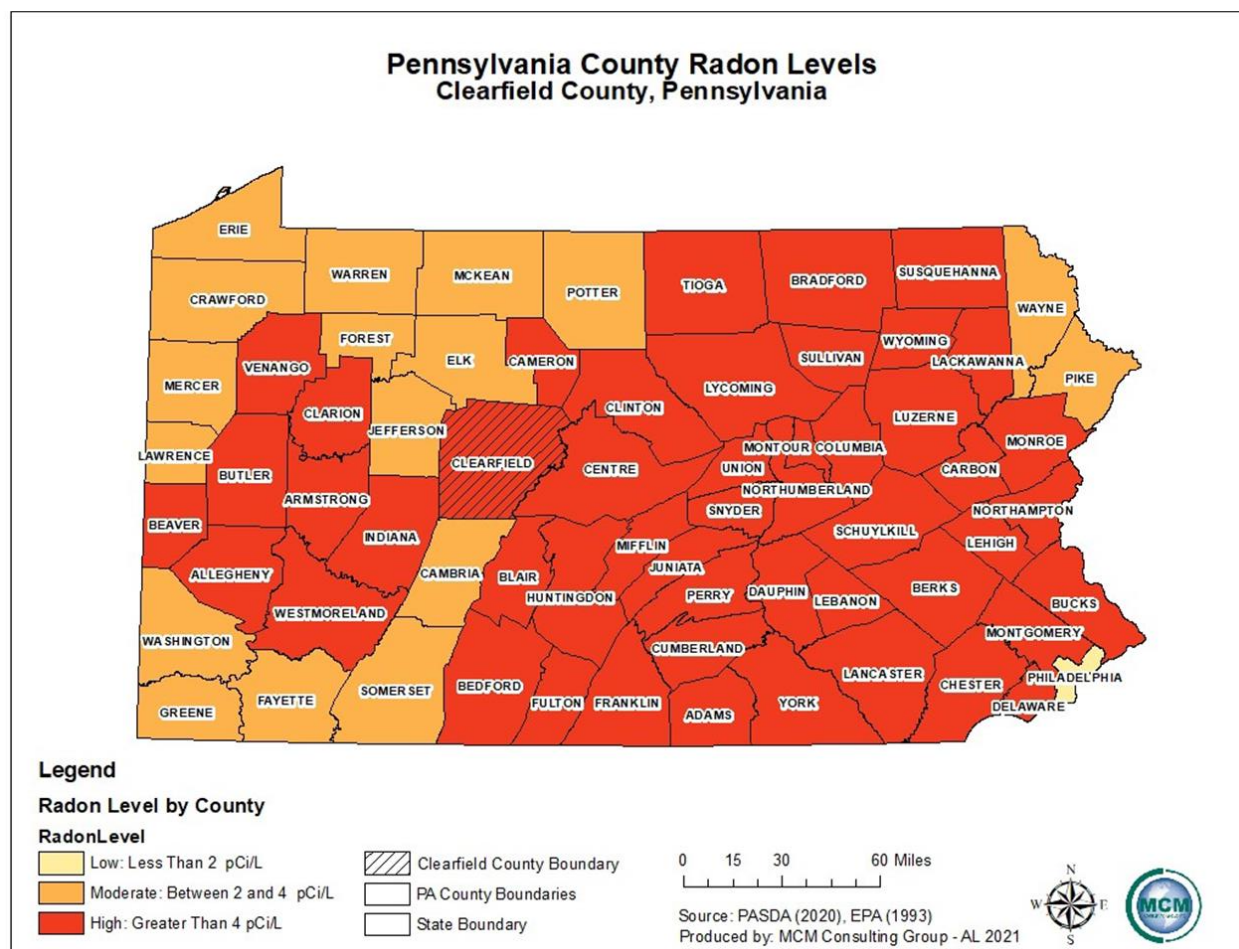 Pennsylvania County Radon Levels
Clearfield County, Pennsylvania
ERIE
WARREN
MCKEAN
POTTER
TIOGA
BRADFORD
SUSQUEHANNA
WAYNE
CRAWFORD
FOREST
ELK
CAMERON
SULLIVAN
WYOMING
LACKAWANNA
PIKE
MERCER
VENANGO
CLARION
JEFFERSON
CLINTON
LYCOMING
LUZERNE
MONROE
LAWRENCE
BUTLER
CLEARFIELD
CENTRE
UNION
MONTOUR
COLUMBIA
CARBON
BEAVER
ARMSTRONG
INDIANA
SNYDER
NORTHUMBERLAND
SCHUYLKILL
NORTHAMPTON
LEHIGH
ALLEGHENY
WESTMORELAND
CAMBRIA
BLAIR
HUNTINGDON
MIFFLIN
JUNIATA
PERRY
DAUPHIN
LEBANON
BERKS
BUCKS
WASHINGTON
CUMBERLAND
MONTGOMERY
GREENE
FAYETTE
SOMERSET
BEDFORD
FULTON
FRANKLIN
ADAMS
YORK
LANCASTER
CHESTER
PHILADELPHIA
DELAWARE
Legend
Radon Level by County
RadonLevel
Low: Less Than 2 pCi/L
Moderate: Between 2 and 4 pCi/L
High: Greater Than 4 pCi/L
Clearfield County Boundary
PA County Boundaries
State Boundary
0 15 30 60 Miles
Source: PASDA (2020), EPA (1993)
Produced by: MCM Consulting Group - AL 2021
N
W E
S
MCM